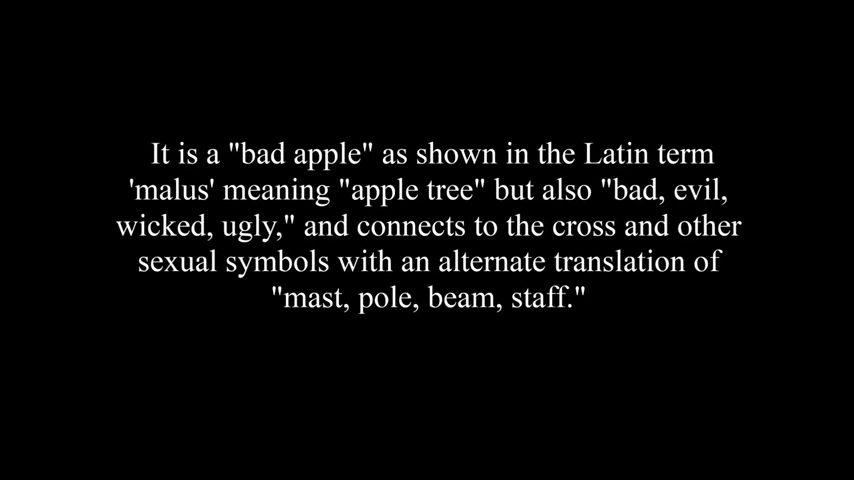 It is a "bad apple" as shown in the Latin term
'malus' meaning "apple tree" but also "bad, evil,
wicked, ugly," and connects to the cross and other
sexual symbols with an alternate translation of
"mast, pole, beam, staff."